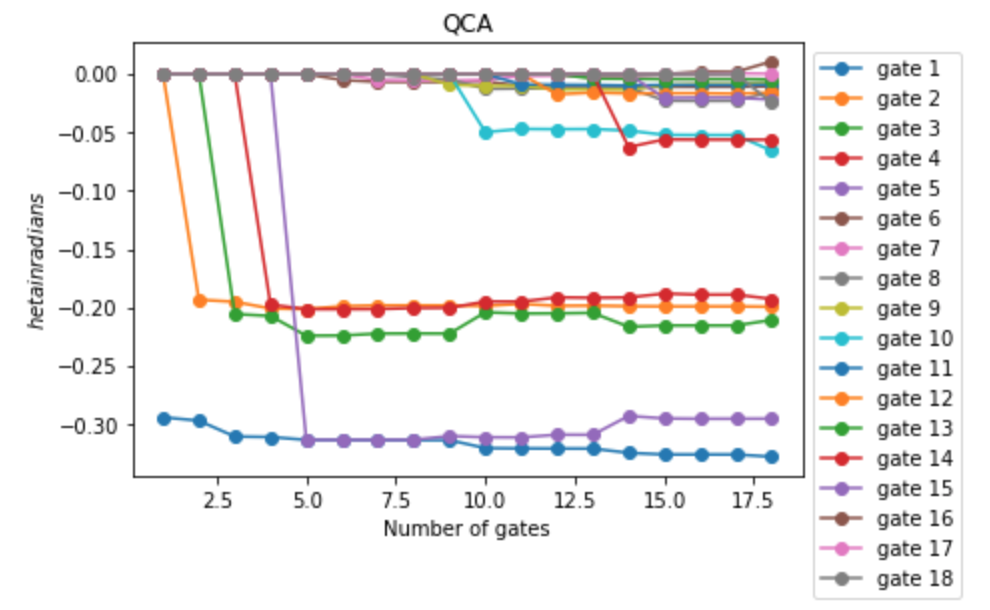 QCA
0.00
−0.05
−0.10
−0.15
−0.20
−0.25
−0.30
hetainradians
2.5 5.0 7.5 10.0 12.5 15.0 17.5
Number of gates
gate 1
gate 2
gate 3
gate 4
gate 5
gate 6
gate 7
gate 8
gate 9
gate 10
gate 11
gate 12
gate 13
gate 14
gate 15
gate 16
gate 17
gate 18